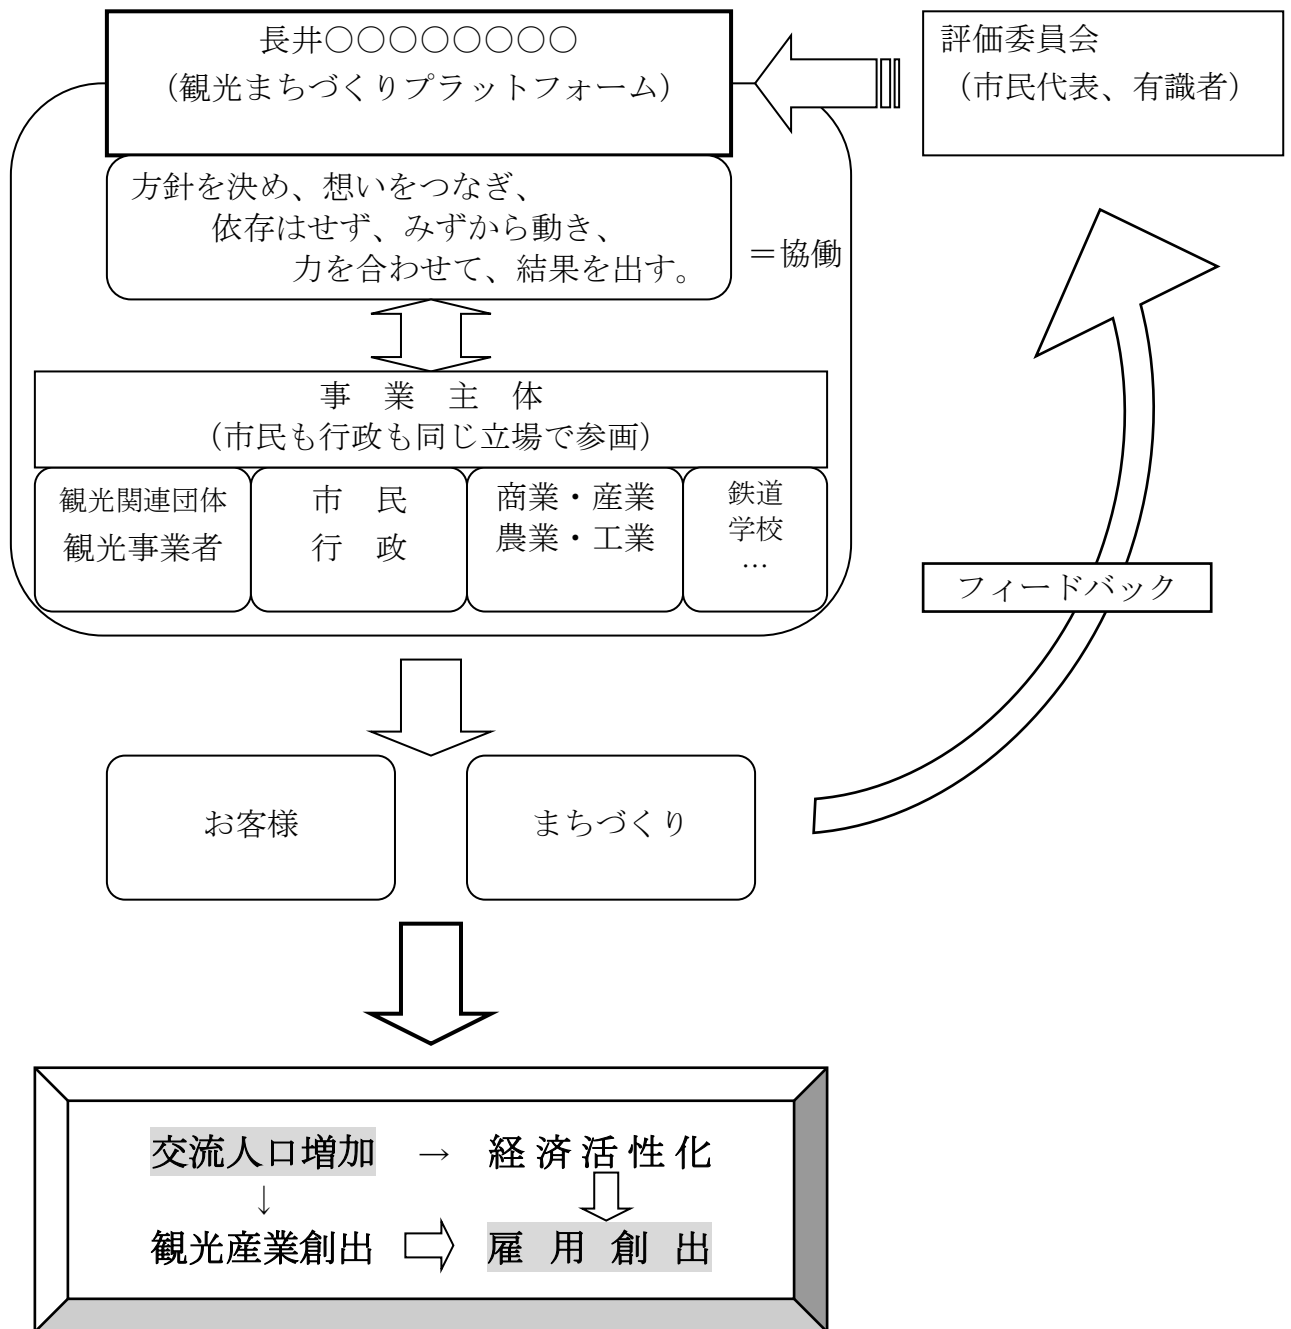 長井○○○○○○○○
（観光まちづくりプラットフォーム）
評価委員会
（市民代表、有識者）
方針を決め、想いをつなぎ、
依存はせず、みずから動き、
力を合わせて、結果を出す。
＝協働
事　業　主　体
（市民も行政も同じ立場で参画）
観光関連団体
観光事業者
市　民
行　政
商業・産業
農業・工業
鉄道
学校
…
フィードバック
お客様
まちづくり
交流人口増加　→　経済活性化
↓
観光産業創出
雇　用　創　出